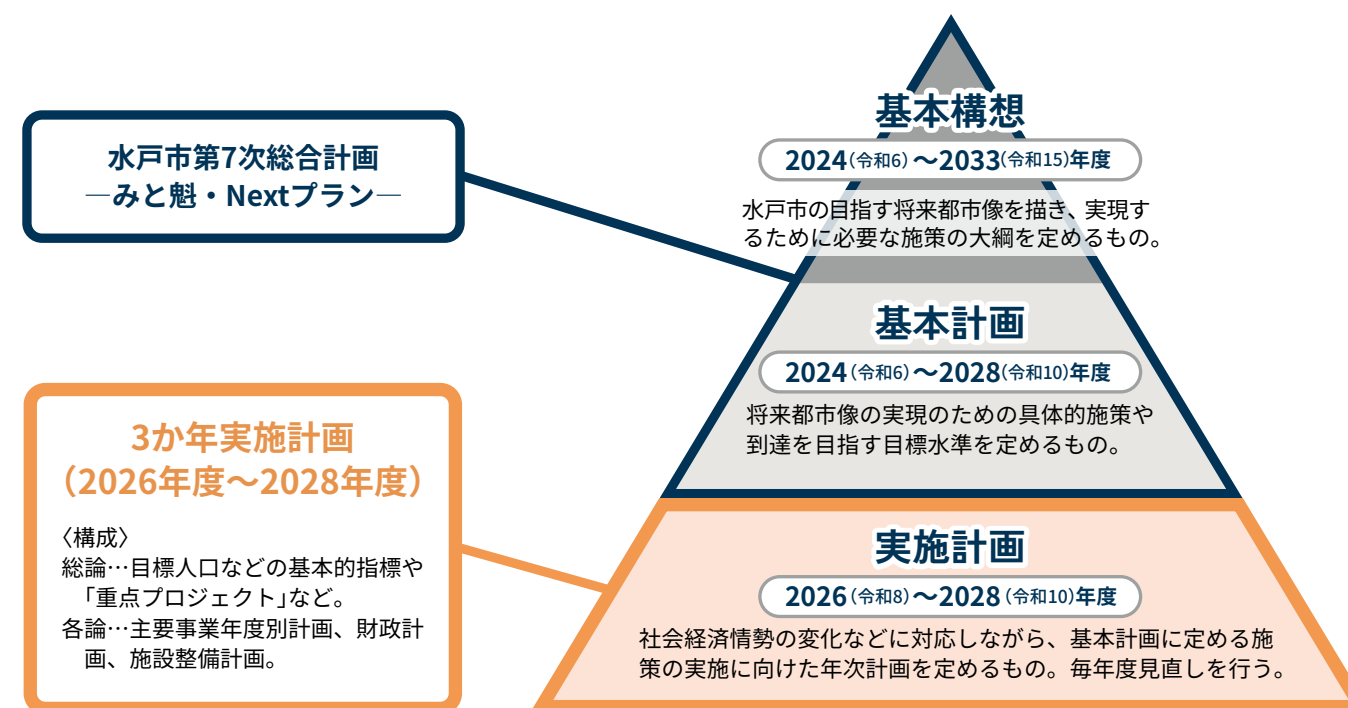 水戸市第7次総合計画
―みと魁・Nextプラン―
3か年実施計画
（2026年度～2028年度）
〈構成〉
総論…目標人口などの基本的指標や
「重点プロジェクト」など。
各論…主要事業年度別計画、財政計
画、施設整備計画。
基本構想
2024(令和6)～2033(令和15)年度
水戸市の目指す将来都市像を描き、実現す
るために必要な施策の大綱を定めるもの。
基本計画
2024(令和6)～2028(令和10)年度
将来都市像の実現のための具体的施策や
到達を目指す目標水準を定めるもの。
実施計画
2026(令和8)～2028(令和10)年度
社会経済情勢の変化などに対応しながら、基本計画に定める施
策の実施に向けた年次計画を定めるもの。毎年度見直しを行う。